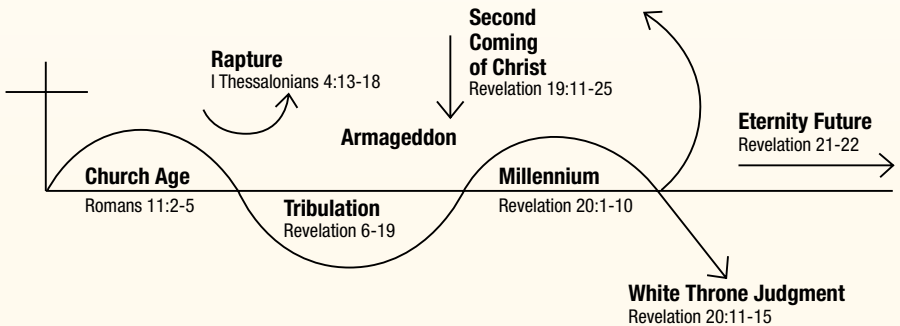 Rapture
I Thessalonians 4:13-18
Second
Coming
of Christ
Revelation 19:11-25
Armageddon
Eternity Future
Revelation 21-22
Church Age
Romans 11:2-5
Tribulation
Revelation 6-19
Millennium
Revelation 20:1-10
White Throne Judgment
Revelation 20:11-15